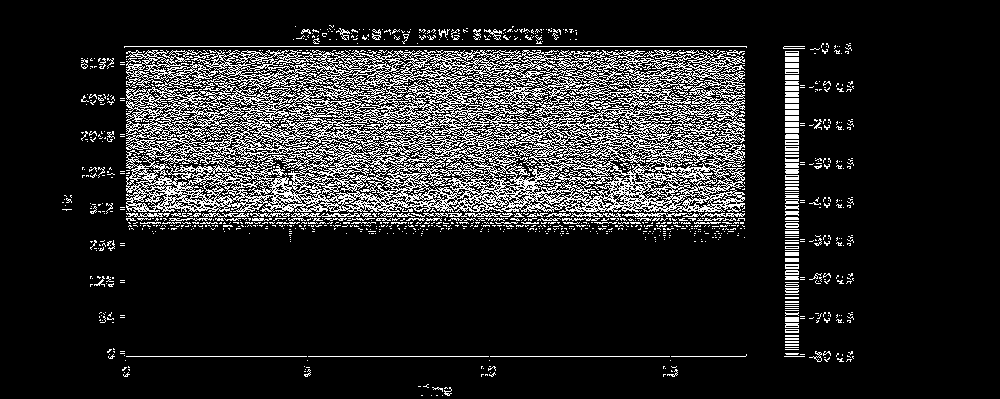 Log-frequency power spectrogram
8192
4096
2048
1024
512
256
128
64
0
Hz
0
5
10
15
Time
+0 dB
-10 dB
-20 dB
-30 dB
-40 dB
-50 dB
-60 dB
-70 dB
-80 dB